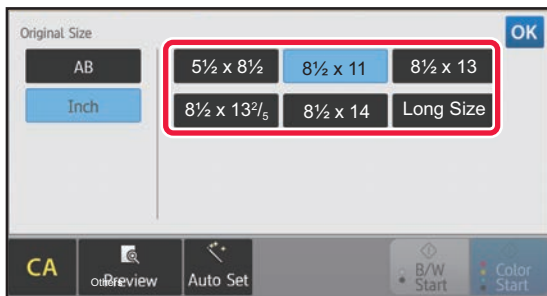 Original Size
OK
AB
5½ x 8½
8½ x 11
8½ x 13
Inch
8½ x 13²/₅
8½ x 14
Long Size
CA
Others
Preview
Auto Set
B/W
Start
Color
Start